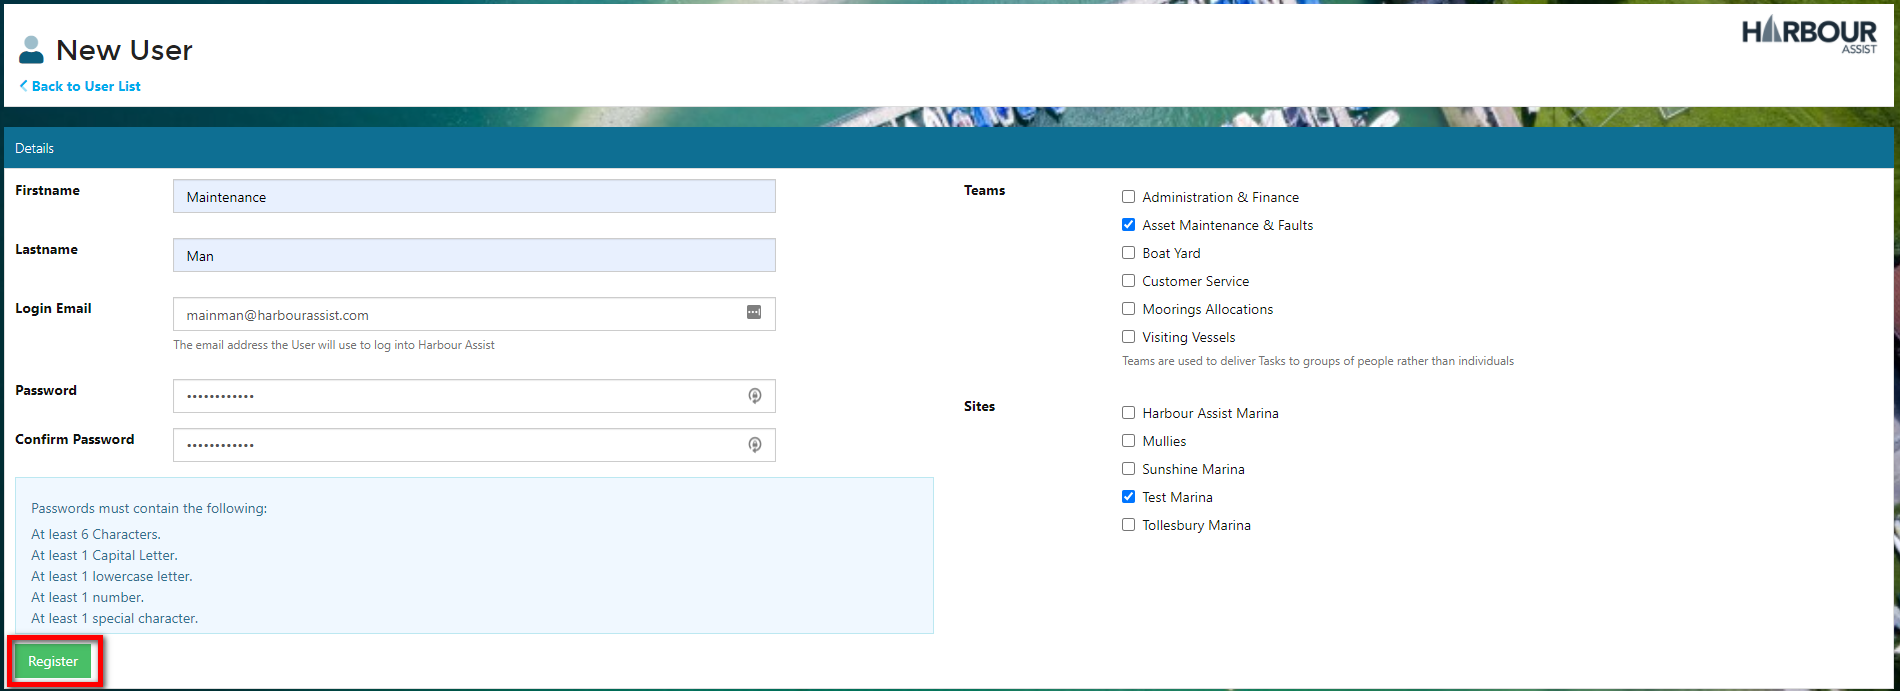 New User
HARBOUR
ASSIST
Back to User List
Details
Firstname
Maintenance
Lastname
Man
Login Email
mainman@harbourassist.com
The email address the User will use to log into Harbour Assist
Password
••••••••••••
Confirm Password
••••••••••••
Passwords must contain the following:
At least 6 Characters.
At least 1 Capital Letter.
At least 1 lowercase letter.
At least 1 number.
At least 1 special character.
Register
Teams
Administration & Finance
Asset Maintenance & Faults
Boat Yard
Customer Service
Moorings Allocations
Visiting Vessels
Teams are used to deliver Tasks to groups of people rather than individuals
Sites
Harbour Assist Marina
Mullies
Sunshine Marina
Test Marina
Tollesbury Marina